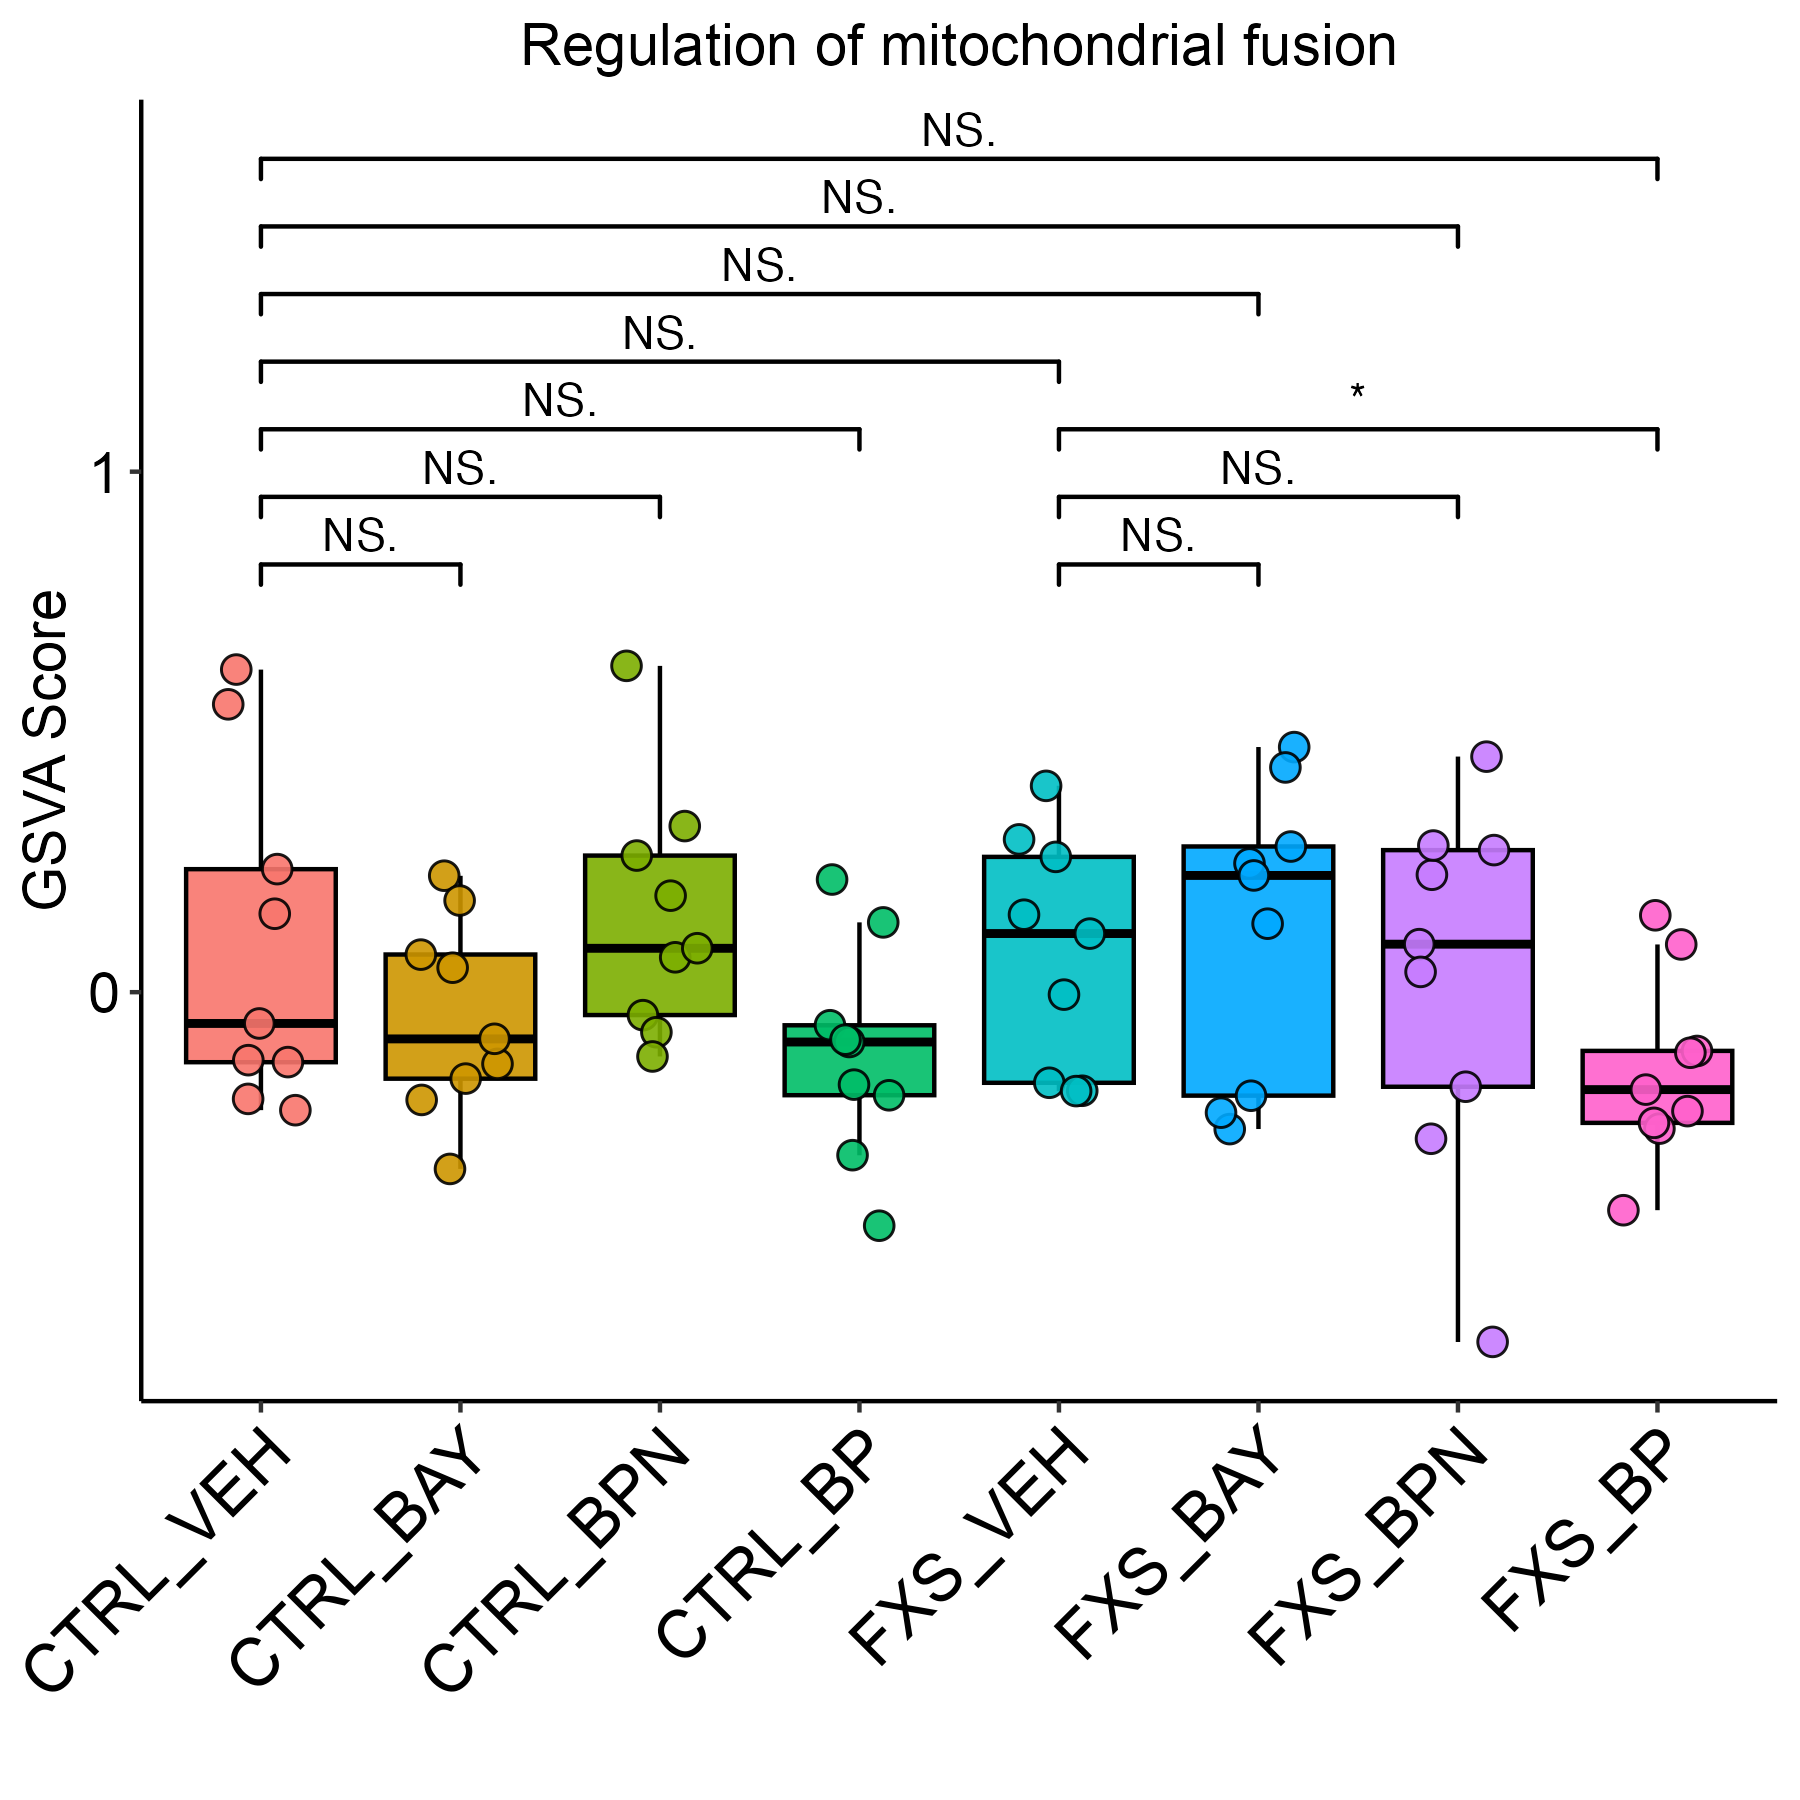 Regulation of mitochondrial fusion
NS.
NS.
NS.
NS.
NS.
*
NS.
NS.
NS.
NS.
GSVA Score
1
0
CTRL_VEH
CTRL_BAY
CTRL_BPN
CTRL_BP
FXS_VEH
FXS_BAY
FXS_BPN
FXS_BP